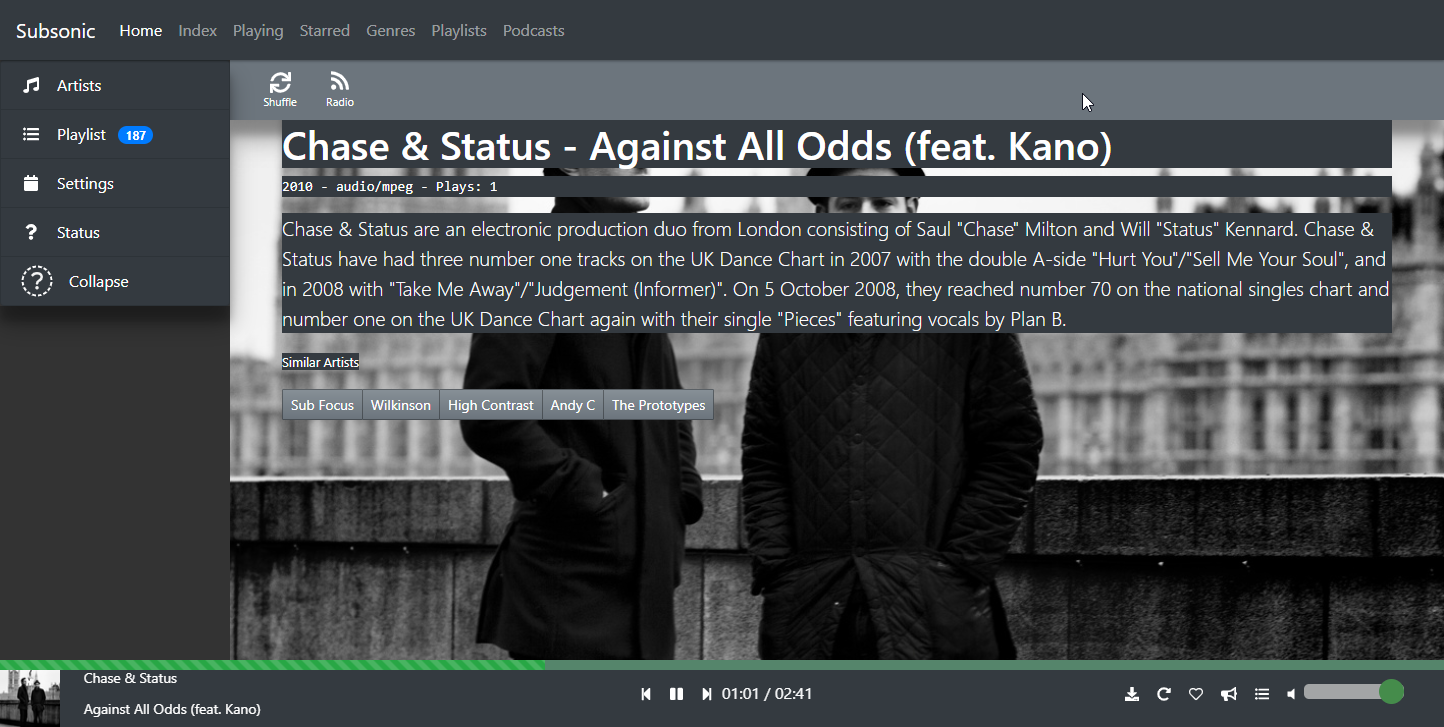 Subsonic Home Index Playing Starred Genres Playlists Podcasts
Artists
Playlist 187
Settings
Status
? Collapse
Shuffle Radio
Chase & Status - Against All Odds (feat. Kano)
2010 - audio/mpeg - Plays: 1
Chase & Status are an electronic production duo from London consisting of Saul "Chase" Milton and Will "Status" Kennard. Chase &
Status have had three number one tracks on the UK Dance Chart in 2007 with the double A-side "Hurt You"/"Sell Me Your Soul", and
in 2008 with "Take Me Away"/"Judgement (Informer)". On 5 October 2008, they reached number 70 on the national singles chart and
number one on the UK Dance Chart again with their single "Pieces" featuring vocals by Plan B.
Similar Artists
Sub Focus Wilkinson High Contrast Andy C The Prototypes
Chase & Status
Against All Odds (feat. Kano)
01:01 / 02:41